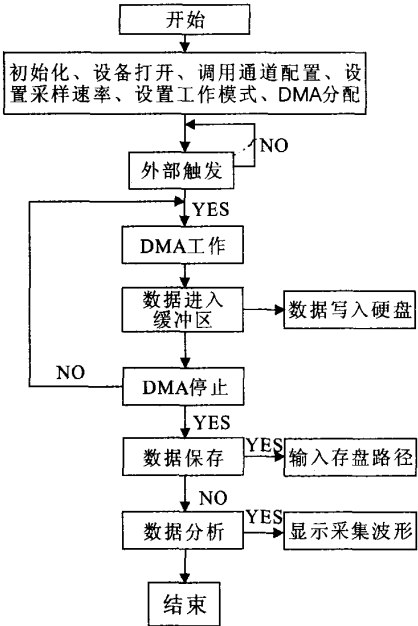 开始
初始化、设备打开、调用通道配置、设
置采样速率、设置工作模式、DMA分配
NO
外部触发
YES
DMA工作
数据进入
缓冲区
数据写入硬盘
NO
DMA停止
YES
数据保存
YES
输入存盘路径
NO
数据分析
YES
显示采集波形
结束